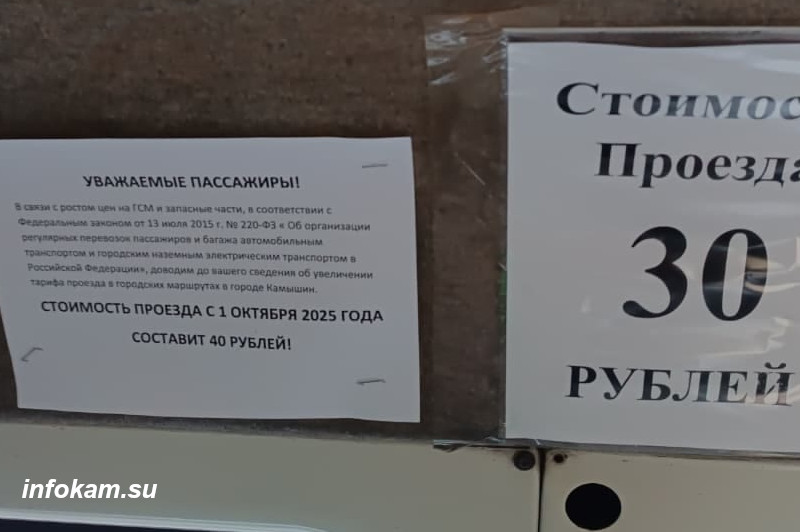 УВАЖАЕМЫЕ ПАССАЖИРЫ!
В связи с ростом цен на ГСМ и запасные части, в соответствии с
Федеральным законом от 13 июля 2015 г. № 220-ФЗ « Об организации
регулярных перевозок пассажиров и багажа автомобильным
транспортом и городским наземным электрическим транспортом в
Российской Федерации», доводим до вашего сведения об увеличении
тарифа проезда в городских маршрутах в городе Камышин.
СТОИМОСТЬ ПРОЕЗДА С 1 ОКТЯБРЯ 2025 ГОДА
СОСТАВИТ 40 РУБЛЕЙ!
Стоимос
Проезда
30
РУБЛЕЙ
infokam.su